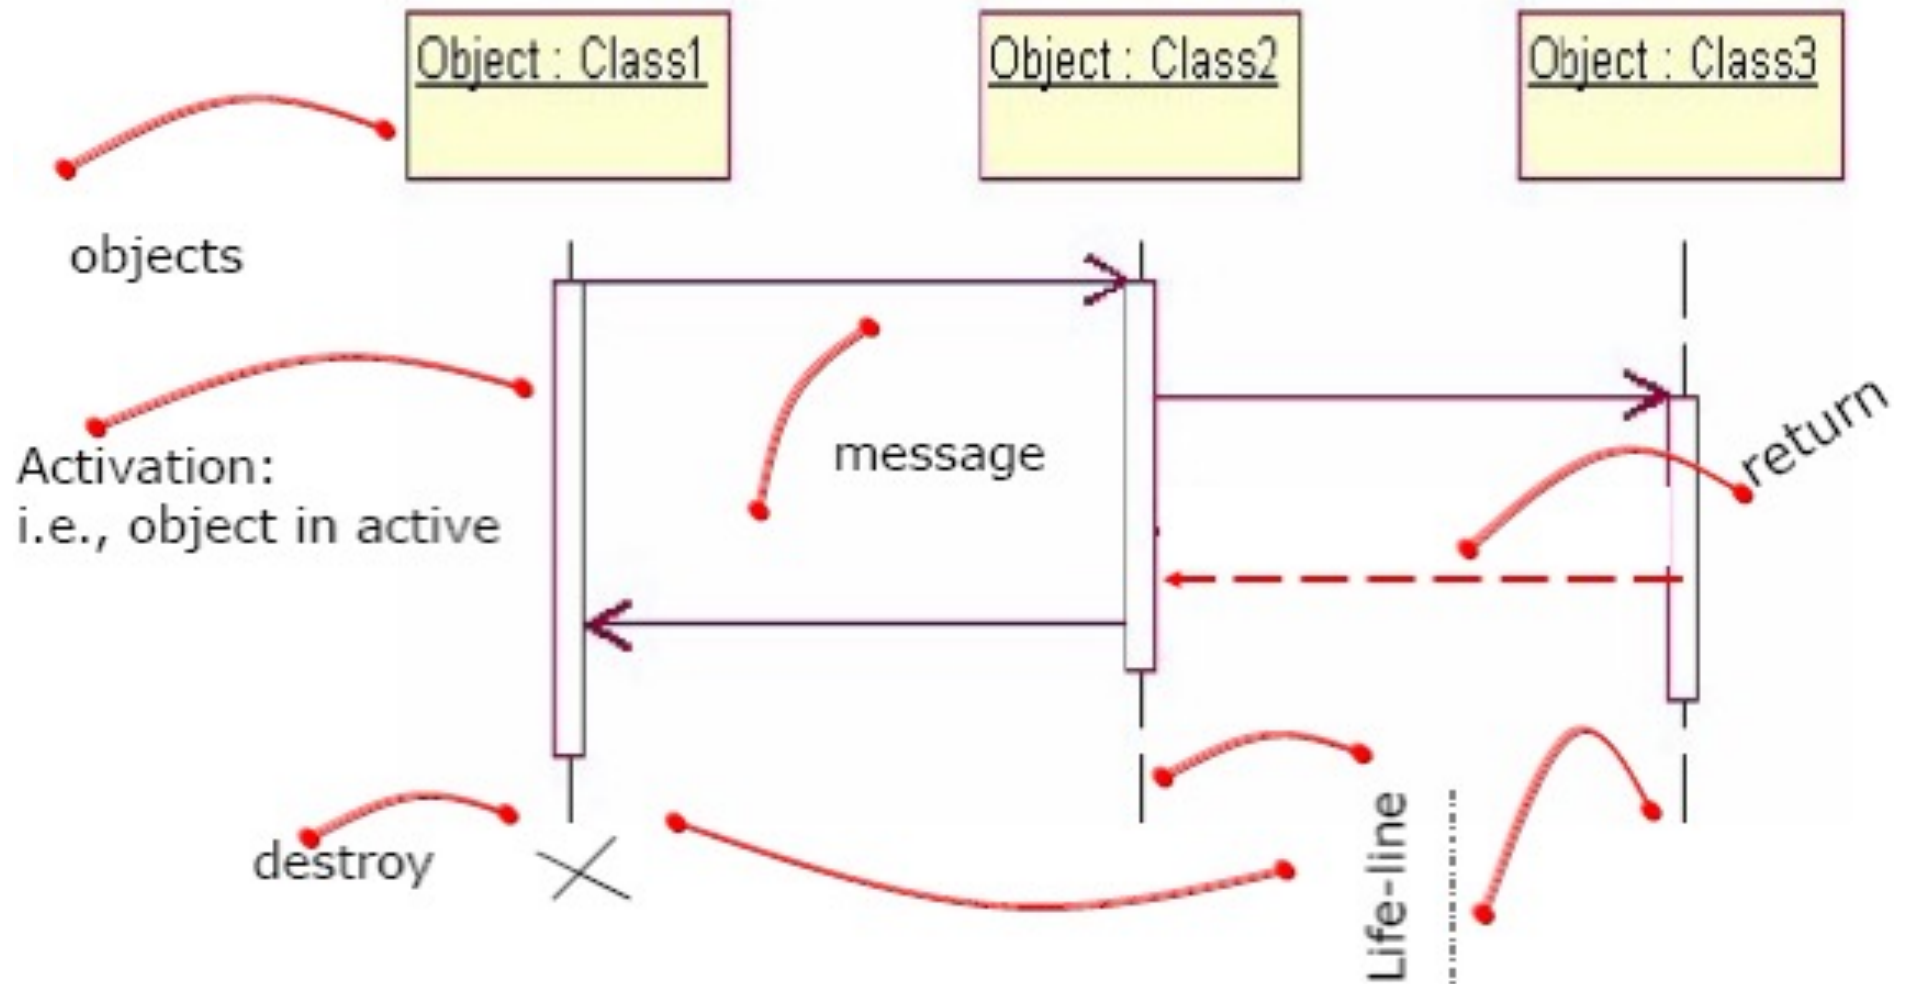 Object : Class1
Object : Class2
Object : Class3
objects
Activation:
i.e., object in active
message
return
destroy
Life-line